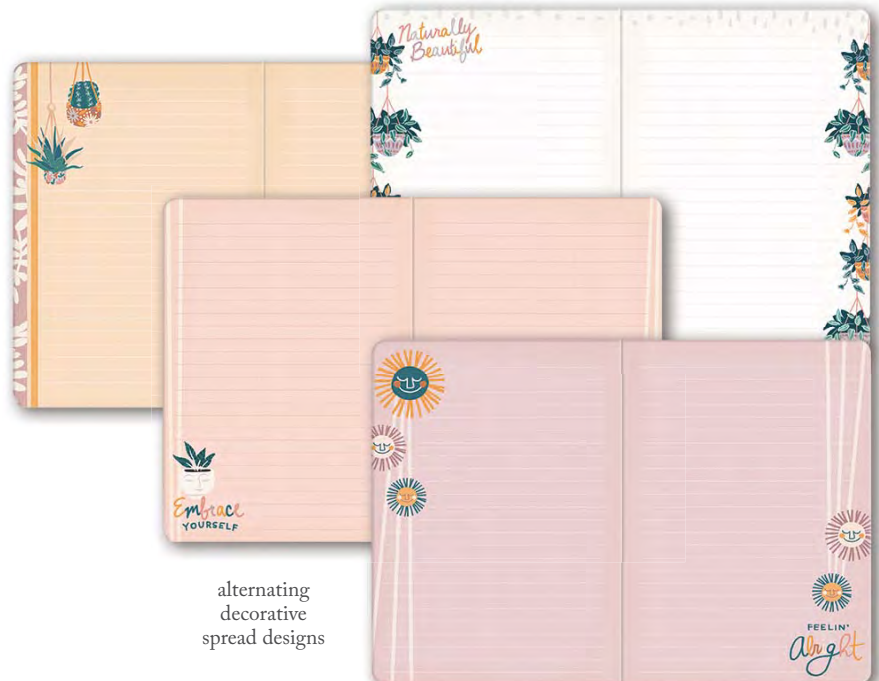 Naturally
Beautiful
Embrace
YOURSELF
alternating
decorative
spread designs
FEELIN'
Alright